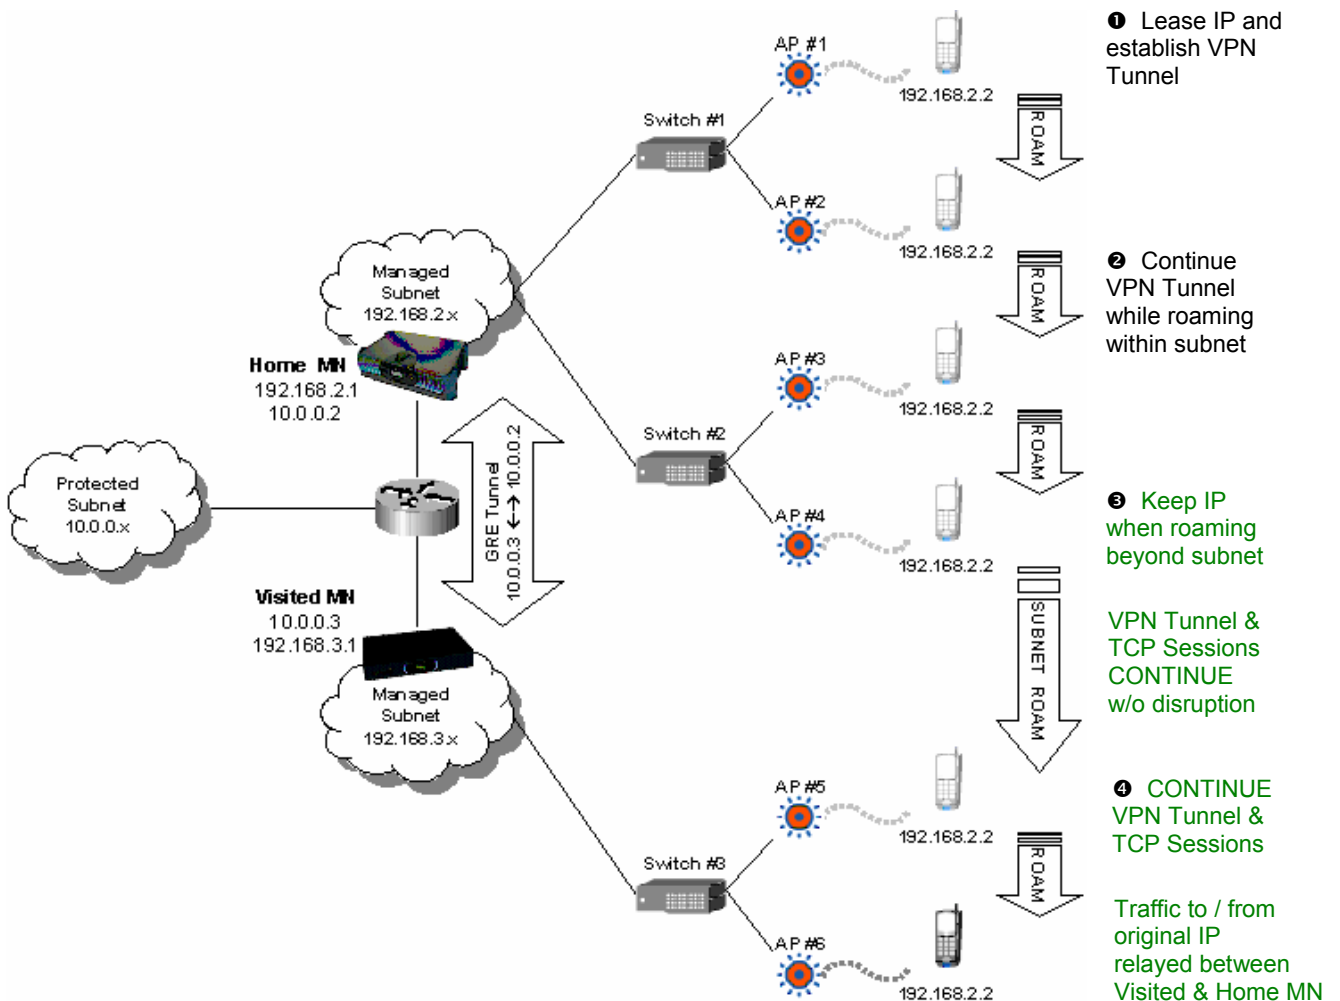 ❶ Lease IP and
establish VPN
Tunnel
AP #1
192.168.2.2
ROAM
Switch #1
AP #2
192.168.2.2
❷ Continue
VPN Tunnel
while roaming
within subnet
ROAM
Managed
Subnet
192.168.2.x
Home MN
192.168.2.1
10.0.0.2
AP #3
192.168.2.2
ROAM
Switch #2
GRE Tunnel
10.0.0.3 ↔ 10.0.0.2
Protected
Subnet
10.0.0.x
AP #4
192.168.2.2
❸ Keep IP
when roaming
beyond subnet
VPN Tunnel &
TCP Sessions
CONTINUE
w/o disruption
SUBNET ROAM
Visited MN
10.0.0.3
192.168.3.1
Managed
Subnet
192.168.3.x
AP #5
192.168.2.2
❹ CONTINUE
VPN Tunnel &
TCP Sessions
ROAM
Switch #3
AP #6
192.168.2.2
Traffic to / from
original IP
relayed between
Visited & Home MN